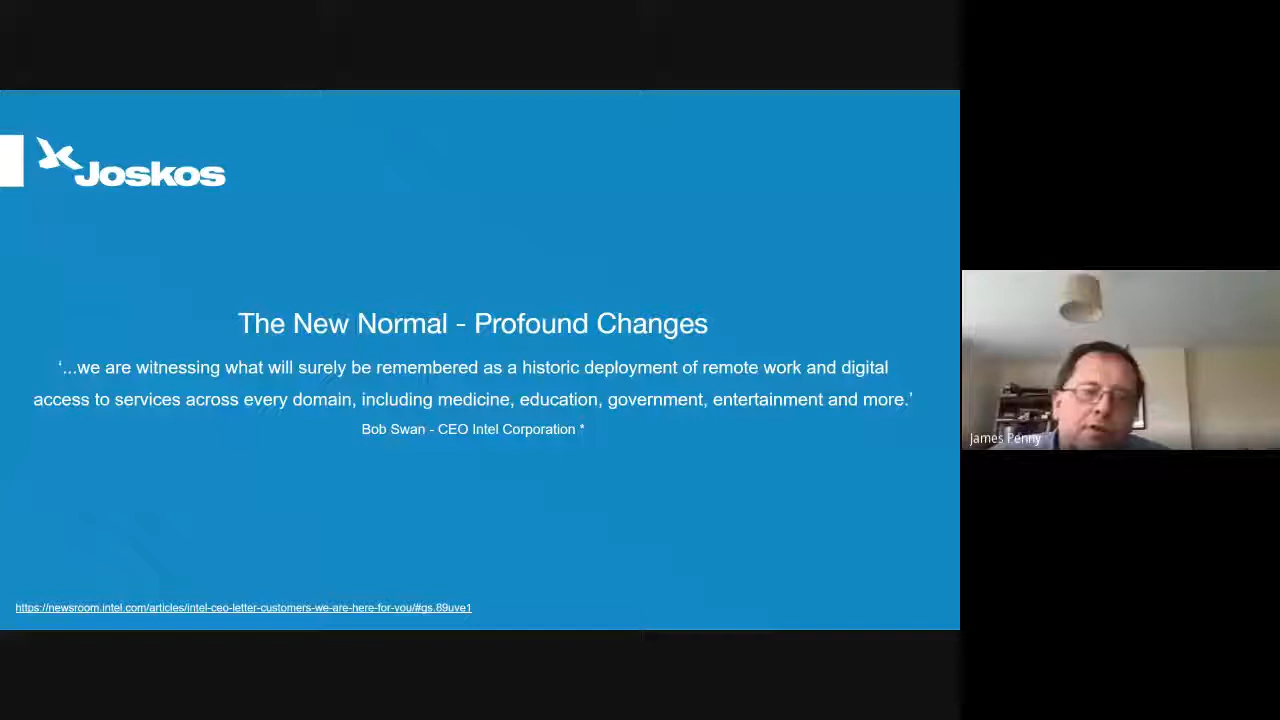 Joskos
The New Normal - Profound Changes
‘...we are witnessing what will surely be remembered as a historic deployment of remote work and digital
access to services across every domain, including medicine, education, government, entertainment and more.’
Bob Swan - CEO Intel Corporation *
James Penny
https://newsroom.intel.com/articles/intel-ceo-letter-customers-we-are-here-for-you/#gs.89uve1